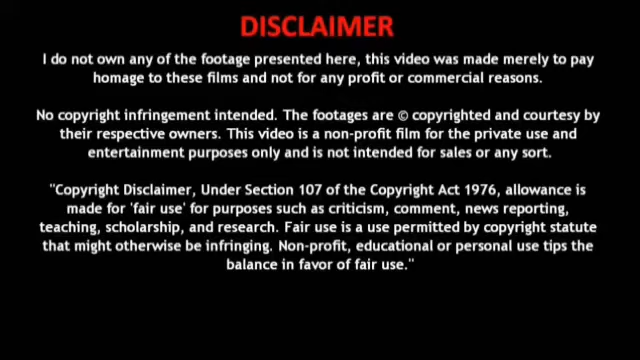 DISCLAIMER
I do not own any of the footage presented here, this video was made merely to pay
homage to these films and not for any profit or commercial reasons.
No copyright infringement intended. The footages are © copyrighted and courtesy by
their respective owners. This video is a non-profit film for the private use and
entertainment purposes only and is not intended for sales or any sort.
"Copyright Disclaimer, Under Section 107 of the Copyright Act 1976, allowance is
made for 'fair use' for purposes such as criticism, comment, news reporting,
teaching, scholarship, and research. Fair use is a use permitted by copyright statute
that might otherwise be infringing. Non-profit, educational or personal use tips the
balance in favor of fair use."